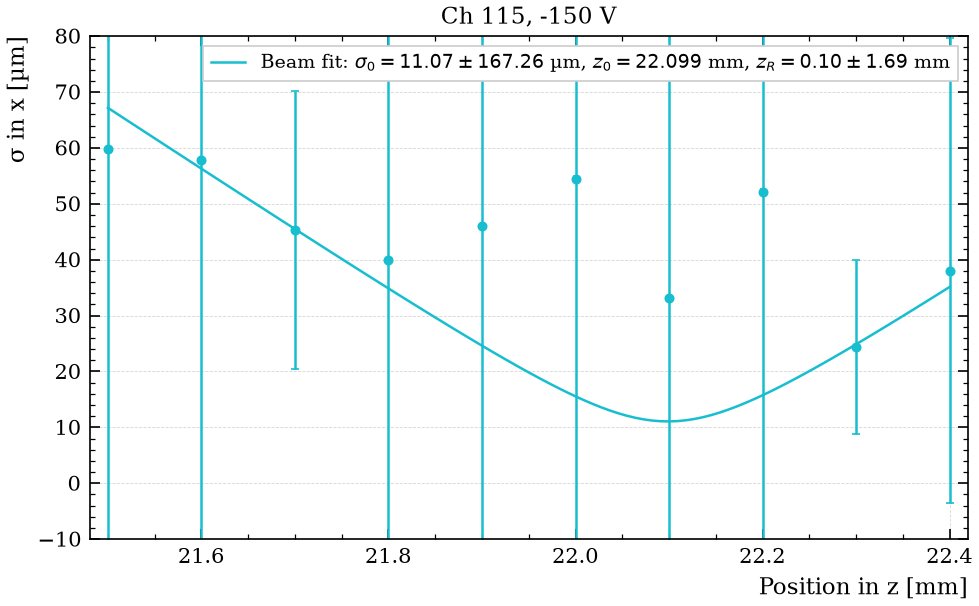 Ch 115, -150 V
σ in x [µm]
Beam fit: σ₀ = 11.07 ± 167.26 µm, z₀ = 22.099 mm, z_R = 0.10 ± 1.69 mm
80
70
60
50
40
30
20
10
0
−10
21.6 21.8 22.0 22.2 22.4
Position in z [mm]